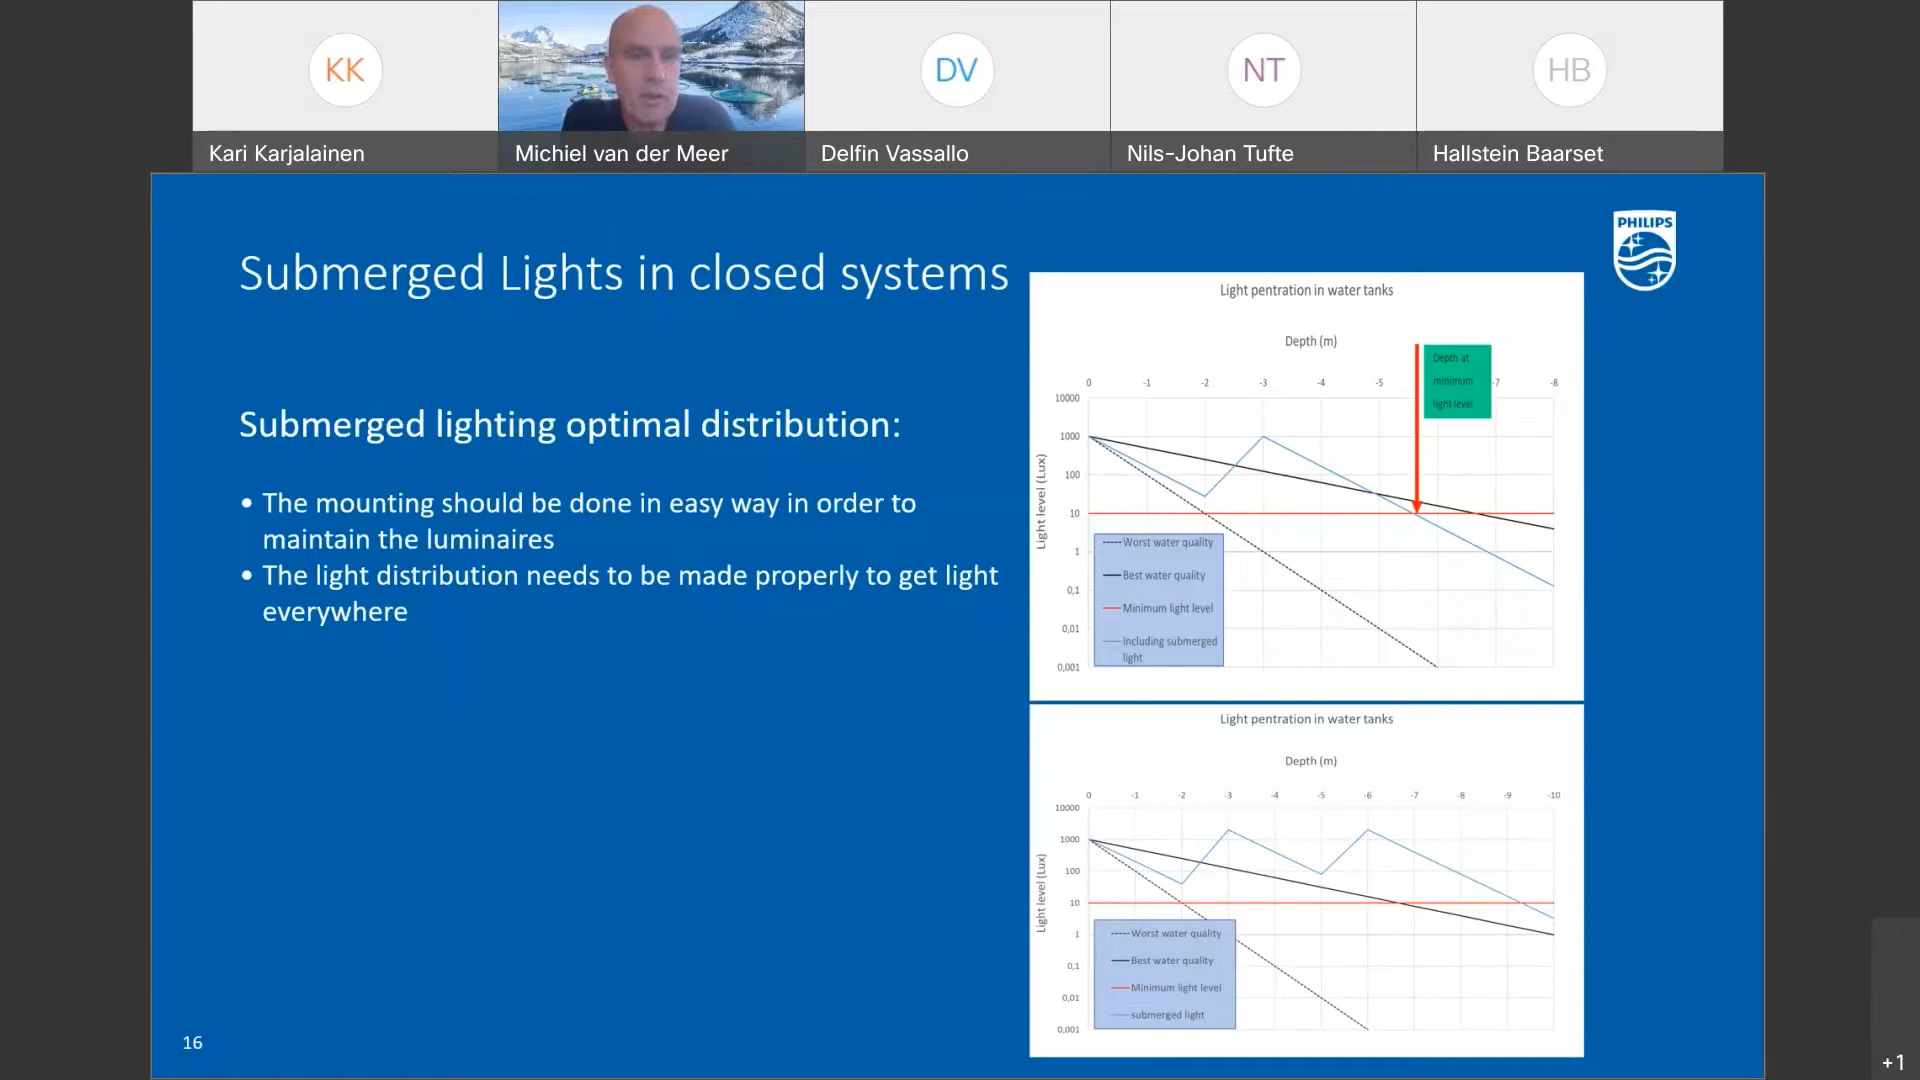 KK
DV
NT
HB
Kari Karjalainen
Michiel van der Meer
Delfin Vassallo
Nils-Johan Tufte
Hallstein Baarset
PHILIPS
Submerged Lights in closed systems
Submerged lighting optimal distribution:
• The mounting should be done in easy way in order to
maintain the luminaires
• The light distribution needs to be made properly to get light
everywhere
Light pentration in water tanks
Depth (m)
Depth at
minimum
light level
0 -1 -2 -3 -4 -5 -7 -8
10000
1000
100
10
1
0,1
0,01
0,001
Light level (Lux)
Worst water quality
Best water quality
Minimum light level
Including submerged
light
Light pentration in water tanks
Depth (m)
0 -1 -2 -3 -4 -5 -6 -7 -8 -9 -10
10000
1000
100
10
1
0,1
0,01
0,001
Light level (Lux)
Worst water quality
Best water quality
Minimum light level
submerged light
16
+1